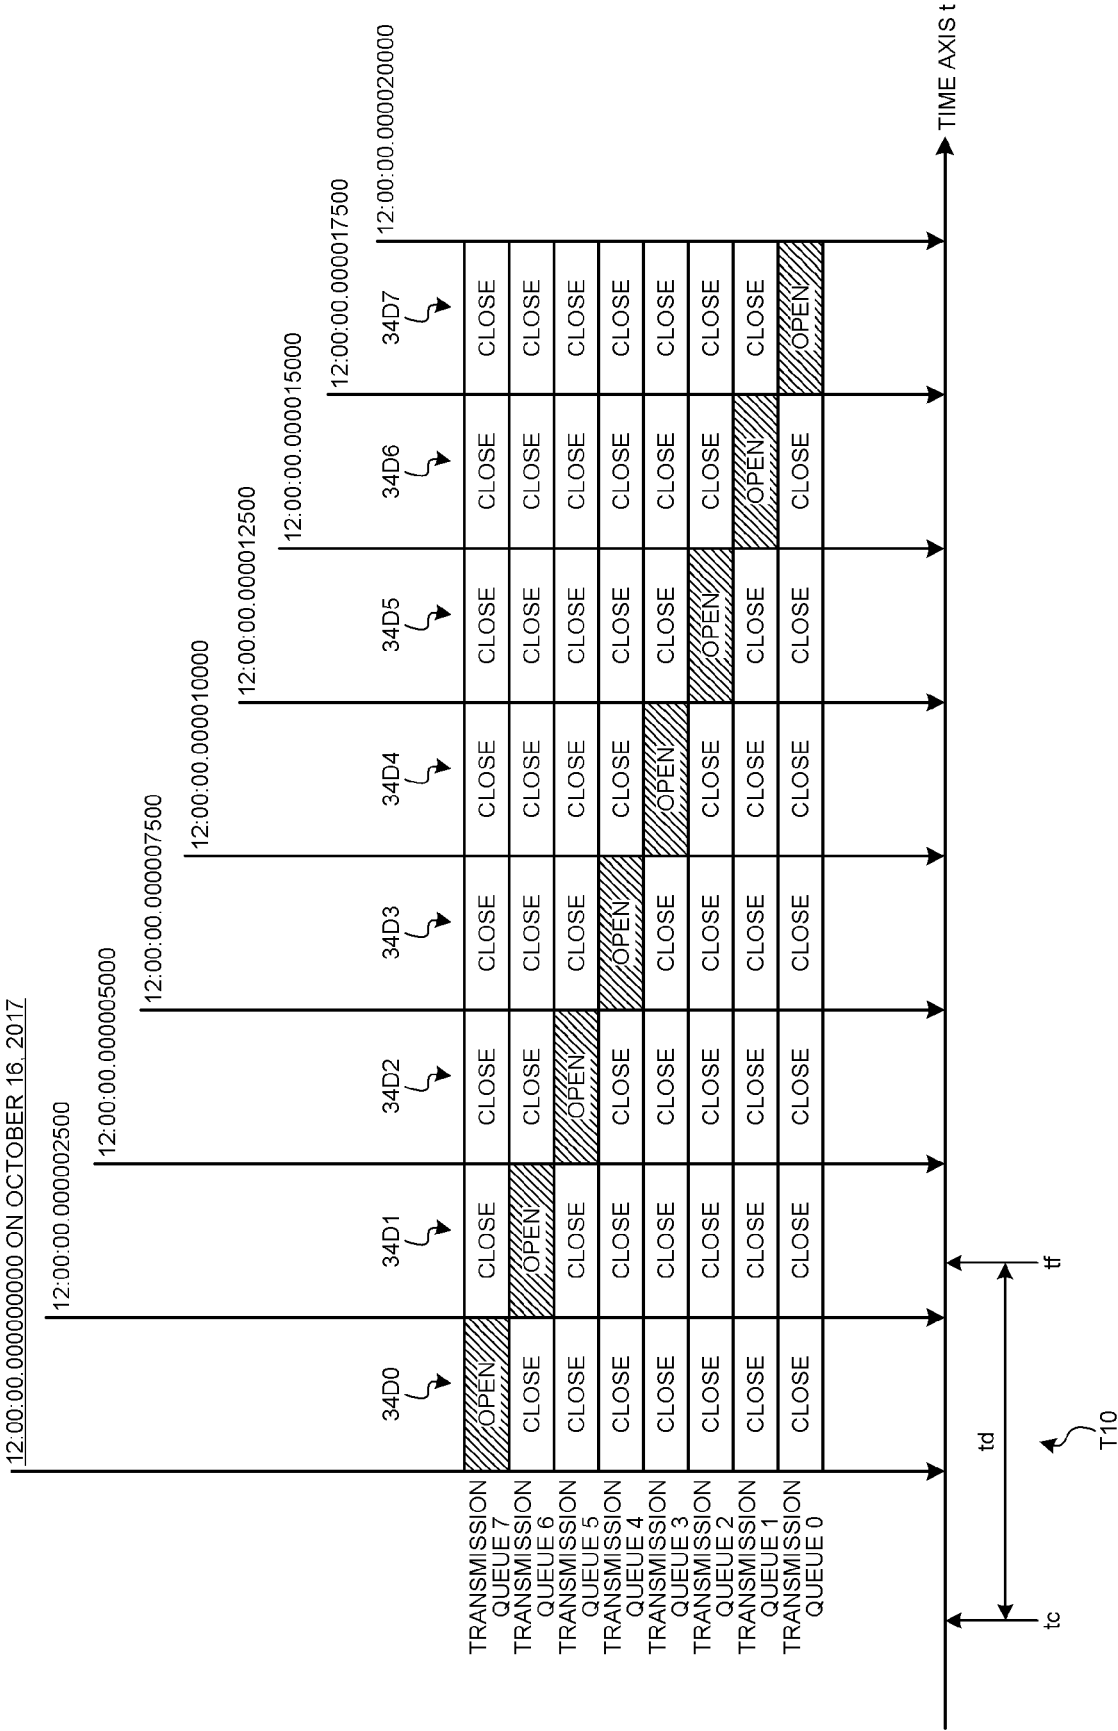 12:00:00.000000000 ON OCTOBER 16, 2017
12:00:00.000002500
12:00:00.000005000
12:00:00.000007500
12:00:00.000010000
12:00:00.000012500
12:00:00.000015000
12:00:00.000017500
12:00:00.000020000
34D0 34D1 34D2 34D3 34D4 34D5 34D6 34D7
TRANSMISSION
QUEUE 7
OPEN CLOSE CLOSE CLOSE CLOSE CLOSE CLOSE CLOSE
TRANSMISSION
QUEUE 6
CLOSE OPEN CLOSE CLOSE CLOSE CLOSE CLOSE CLOSE
TRANSMISSION
QUEUE 5
CLOSE CLOSE OPEN CLOSE CLOSE CLOSE CLOSE CLOSE
TRANSMISSION
QUEUE 4
CLOSE CLOSE CLOSE OPEN CLOSE CLOSE CLOSE CLOSE
TRANSMISSION
QUEUE 3
CLOSE CLOSE CLOSE CLOSE OPEN CLOSE CLOSE CLOSE
TRANSMISSION
QUEUE 2
CLOSE CLOSE CLOSE CLOSE CLOSE OPEN CLOSE CLOSE
TRANSMISSION
QUEUE 1
CLOSE CLOSE CLOSE CLOSE CLOSE CLOSE OPEN CLOSE
TRANSMISSION
QUEUE 0
CLOSE CLOSE CLOSE CLOSE CLOSE CLOSE CLOSE OPEN
TIME AXIS t
td
tc tf
T10